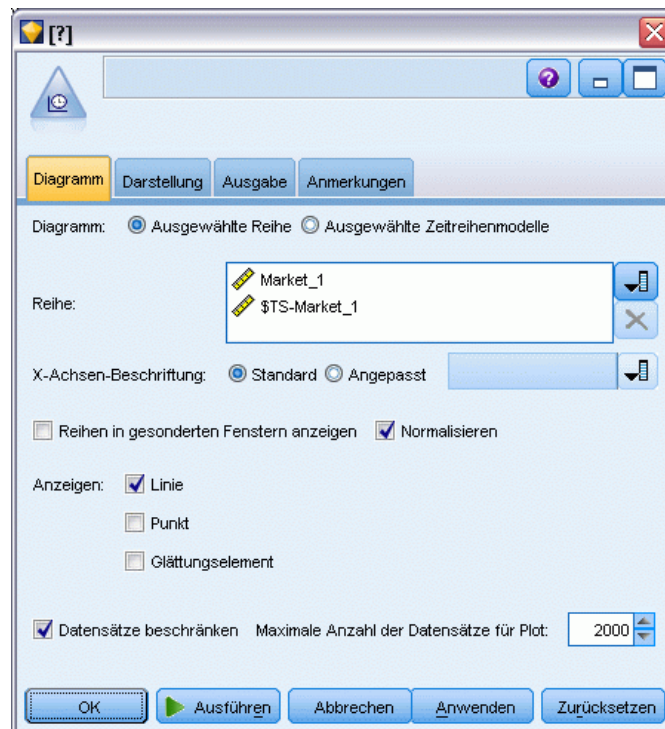 [?]
Diagramm Darstellung Ausgabe Anmerkungen
Diagramm: Ausgewählte Reihe Ausgewählte Zeitreihenmodelle
Reihe:
Market_1
$TS-Market_1
X-Achsen-Beschriftung: Standard Angepasst
Reihen in gesonderten Fenstern anzeigen Normalisieren
Anzeigen: Linie
Punkt
Glättungselement
Datensätze beschränken Maximale Anzahl der Datensätze für Plot: 2000
OK Ausführen Abbrechen Anwenden Zurücksetzen